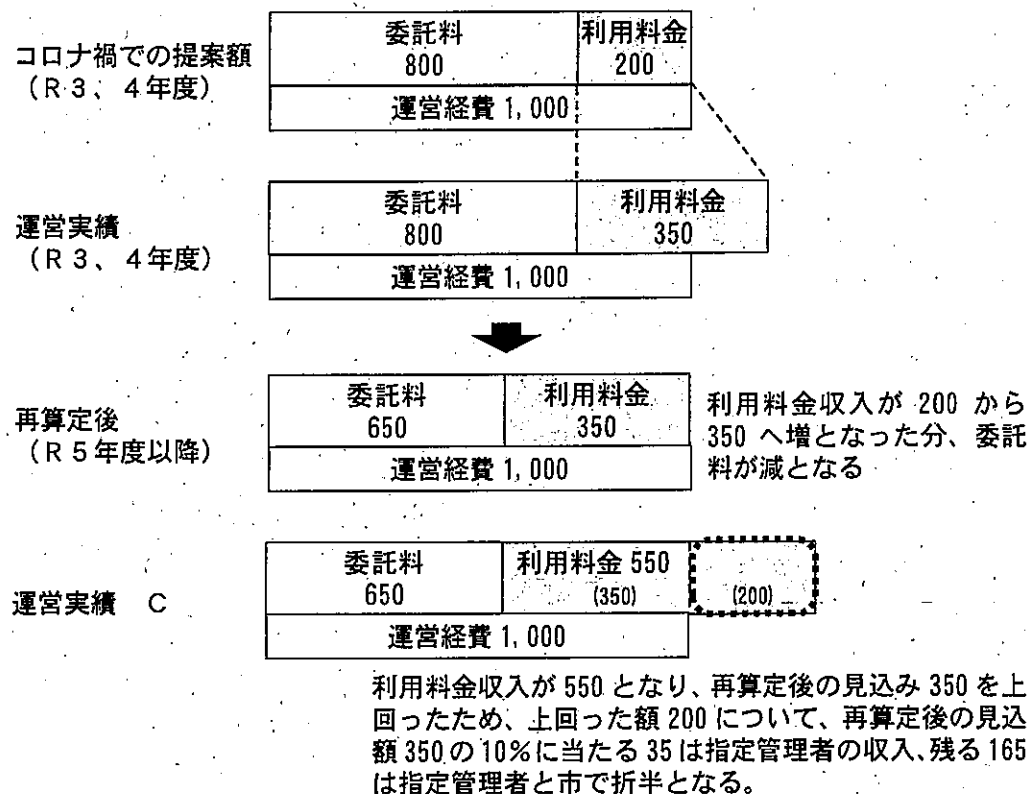 委託料 利用料金
コロナ禍での提案額 800 200
(R3、4年度)
運営経費 1,000
委託料 利用料金
運営実績 800 350
(R3、4年度)
運営経費 1,000
委託料 利用料金
再算定後 650 350
(R5年度以降)
運営経費 1,000
利用料金収入が 200 から
350 へ増となった分、委託
料が減となる
委託料 利用料金 550
運営実績 C 650 (350) (200)
運営経費 1,000
利用料金収入が 550 となり、再算定後の見込み 350 を上
回ったため、上回った額 200 について、再算定後の見込
額 350 の 10%に当たる 35 は指定管理者の収入、残る 165
は指定管理者と市で折半となる。